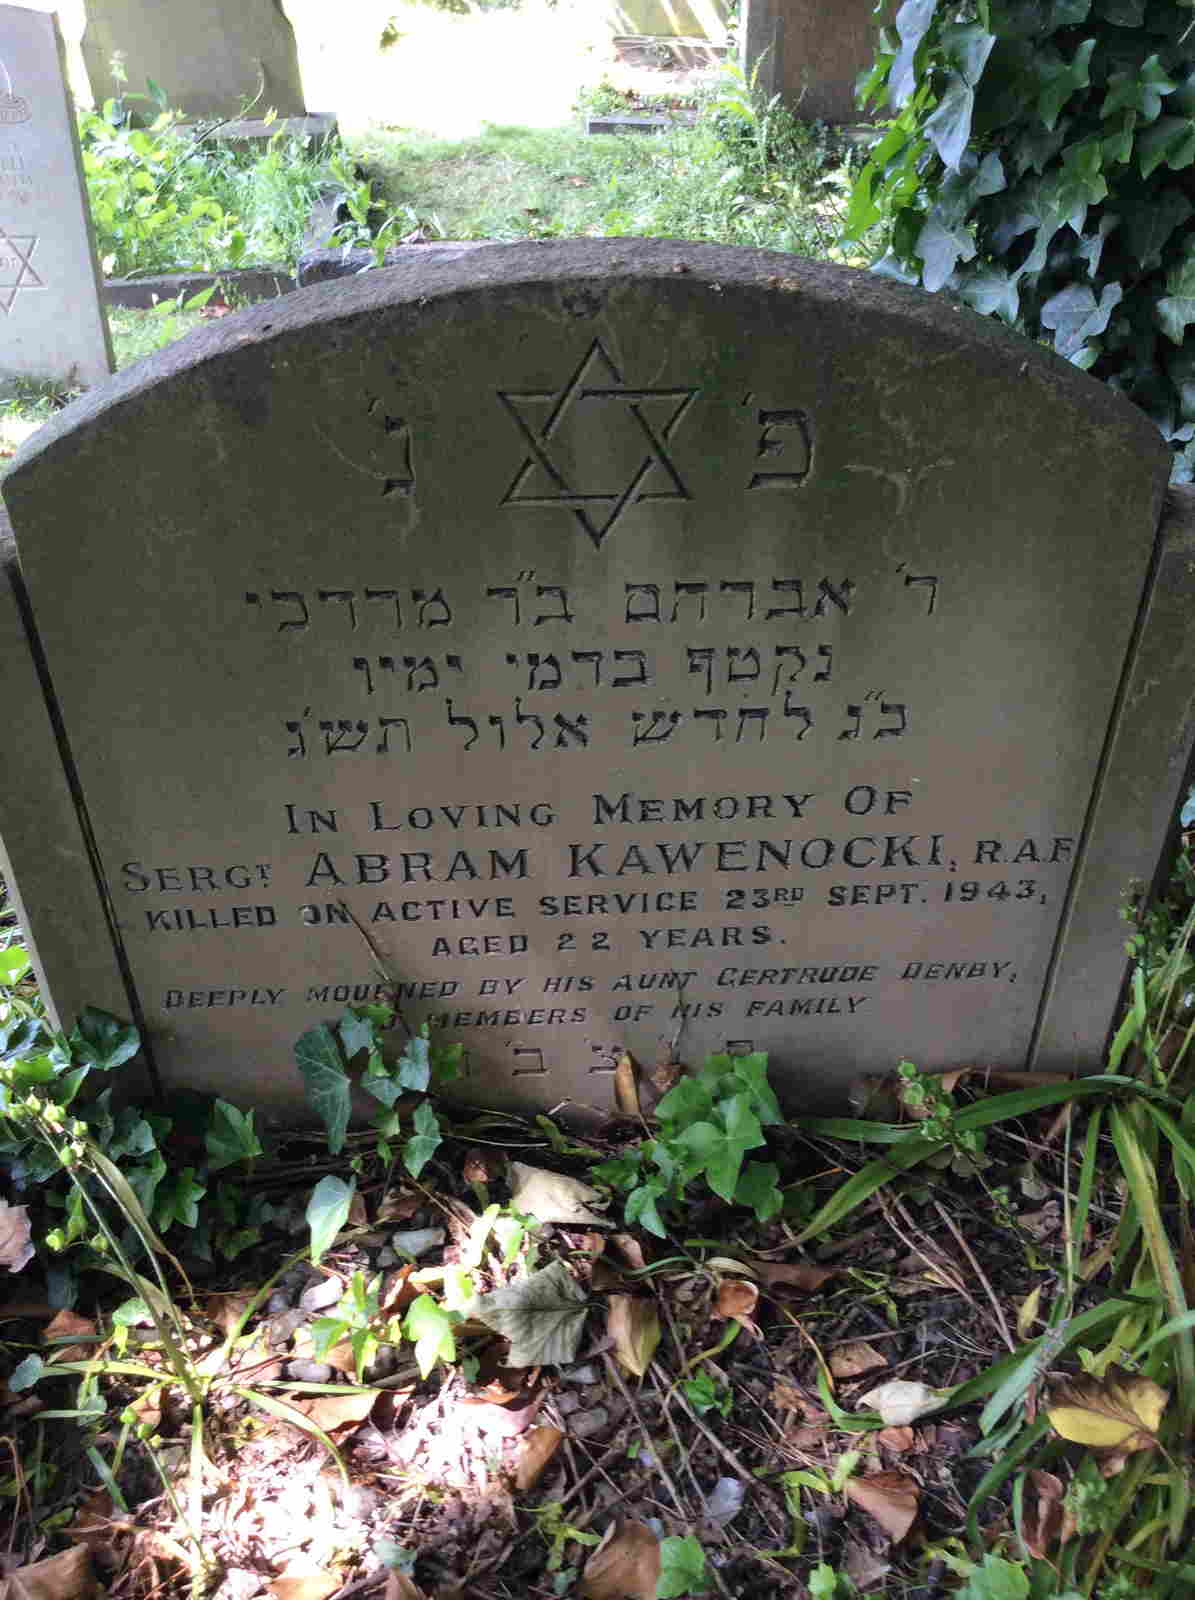 פ' נ'
ר' אברהם ב"ר מרדכי
נקטף בדמי ימיו
כ"ג לחדש אלול תש'ג
IN LOVING MEMORY OF
SERGT ABRAM KAWENOCKI, R.A.F
KILLED ON ACTIVE SERVICE 23RD SEPT. 1943,
AGED 22 YEARS.
DEEPLY MOURNED BY HIS AUNT GERTRUDE DENBY,
MEMBERS OF HIS FAMILY
צ' ב'